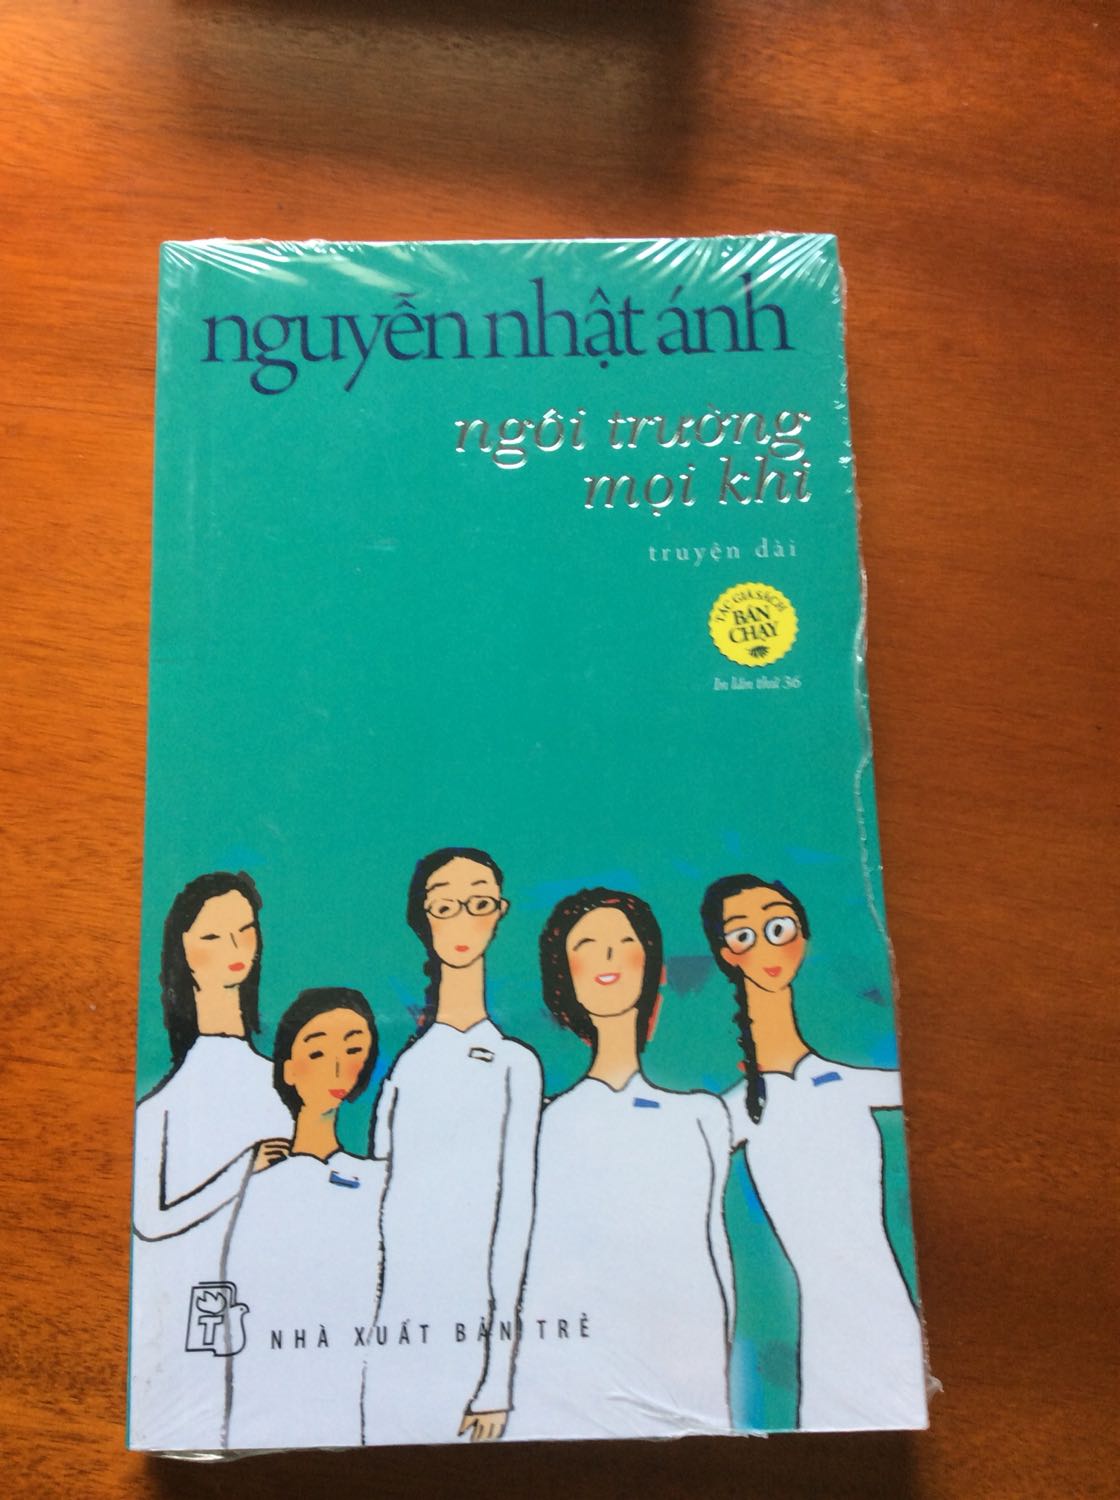 nguyễn nhật ánh
ngôi trường
mọi khi
truyện dài
TÁC GIẢ SÁCH
BÁN
CHẠY
In lần thứ 36
T
NHÀ XUẤT BẢN TRẺ